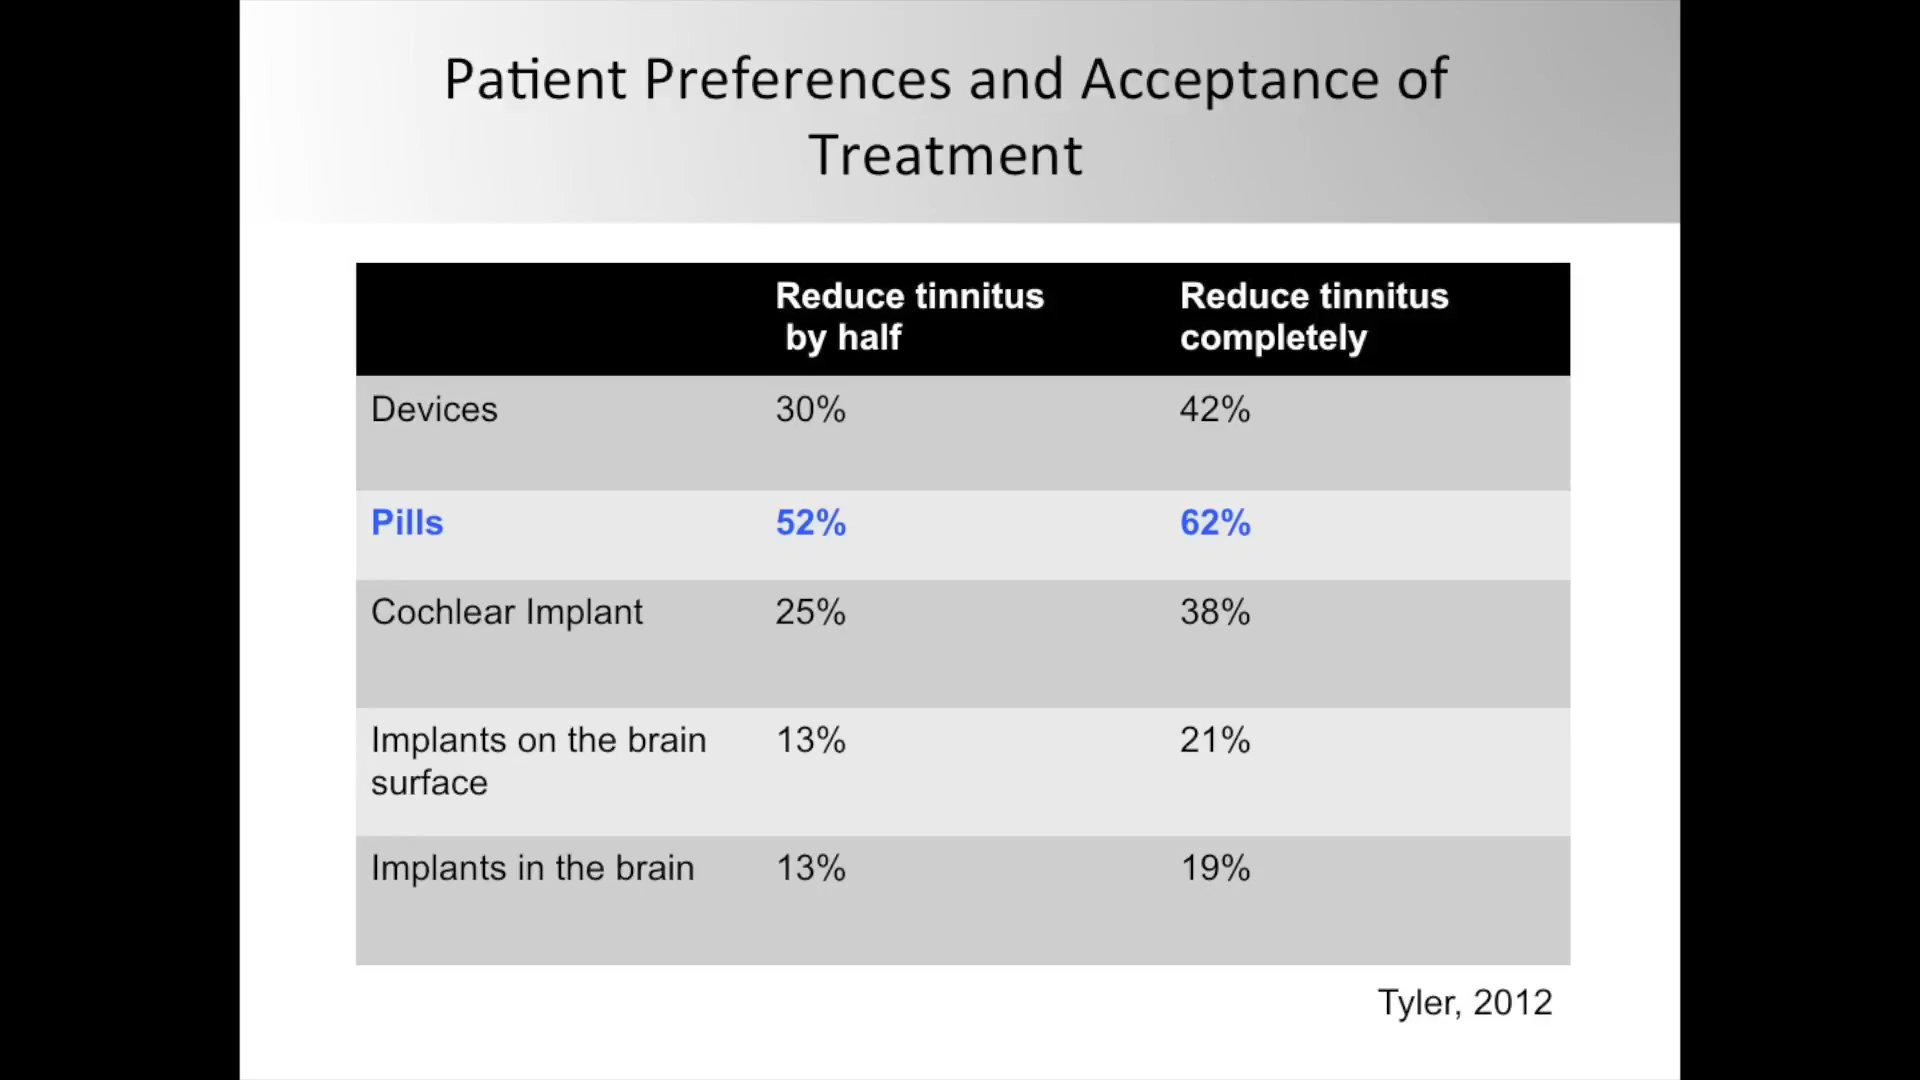 Patient Preferences and Acceptance of
Treatment
Reduce tinnitus by half
Reduce tinnitus completely
Devices 30% 42%
Pills 52% 62%
Cochlear Implant 25% 38%
Implants on the brain surface 13% 21%
Implants in the brain 13% 19%
Tyler, 2012